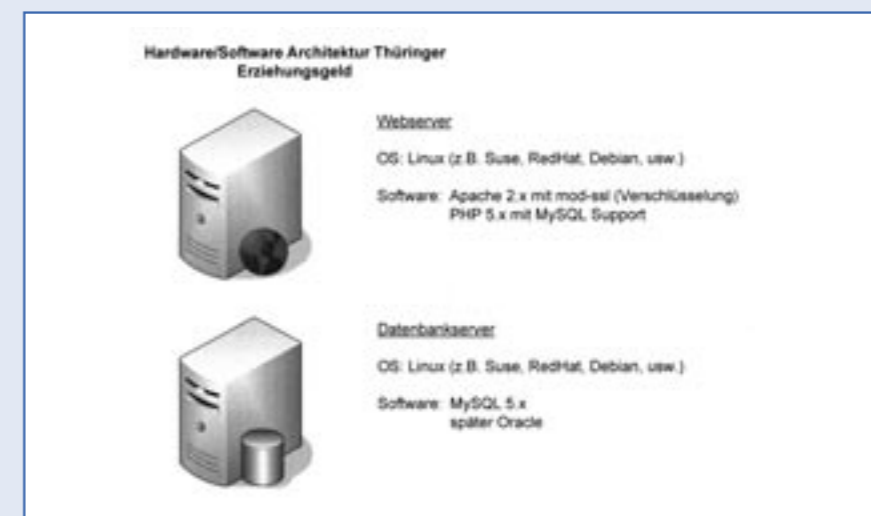 Hardware/Software Architektur Thüringer
Erziehungsgeld
Webserver
OS: Linux (z.B. Suse, RedHat, Debian, usw.)
Software: Apache 2.x mit mod-ssl (Verschlüsselung)
PHP 5.x mit MySQL Support
Datenbankserver
OS: Linux (z.B. Suse, RedHat, Debian, usw.)
Software: MySQL 5.x
später Oracle